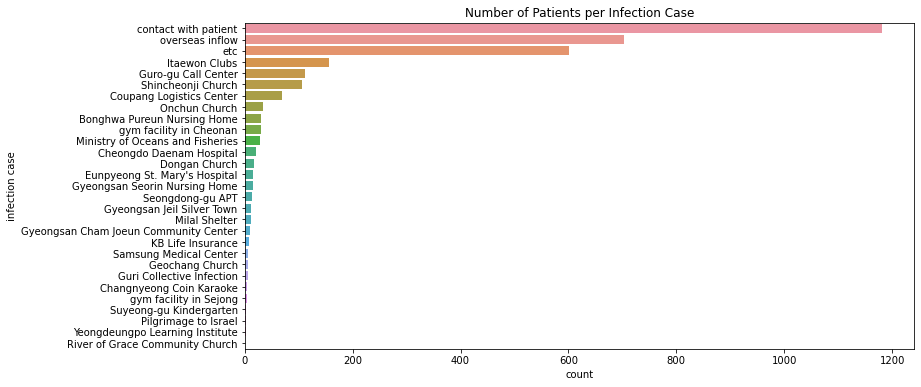 Number of Patients per Infection Case
contact with patient
overseas inflow
etc
Itaewon Clubs
Guro-gu Call Center
Shincheonji Church
Coupang Logistics Center
Onchun Church
Bonghwa Pureun Nursing Home
gym facility in Cheonan
Ministry of Oceans and Fisheries
Cheongdo Daenam Hospital
Dongan Church
Eunpyeong St. Mary's Hospital
Gyeongsan Seorin Nursing Home
Seongdong-gu APT
Gyeongsan Jeil Silver Town
Milal Shelter
Gyeongsan Cham Joeun Community Center
KB Life Insurance
Samsung Medical Center
Geochang Church
Guri Collective Infection
Changnyeong Coin Karaoke
gym facility in Sejong
Suyeong-gu Kindergarten
Pilgrimage to Israel
Yeongdeungpo Learning Institute
River of Grace Community Church
infection case
0 200 400 600 800 1000 1200
count